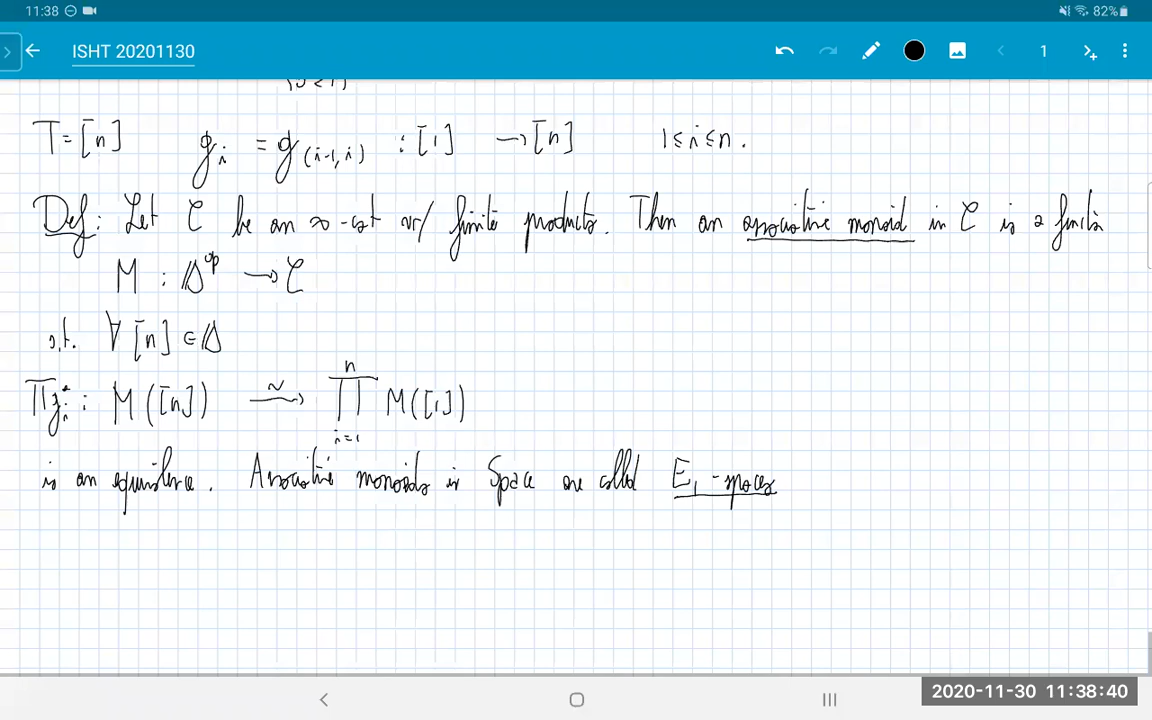 11:38 82%
ISHT 20201130 1
T=[n] g_i = g_(i-1,i) : [1] → [n] 1≤i≤n.
Def: Let C be an ∞-cat w/ finite products. Then an associative monoid in C is a
M : Δ^op → C
s.t. ∀ [n] ∈ Δ
∏g_i^* : M([n]) ∼→ ∏_{i=1}^n M([1])
is an equivalence. Associative monoids in Space are called E_1-spaces
2020-11-30 11:38:40